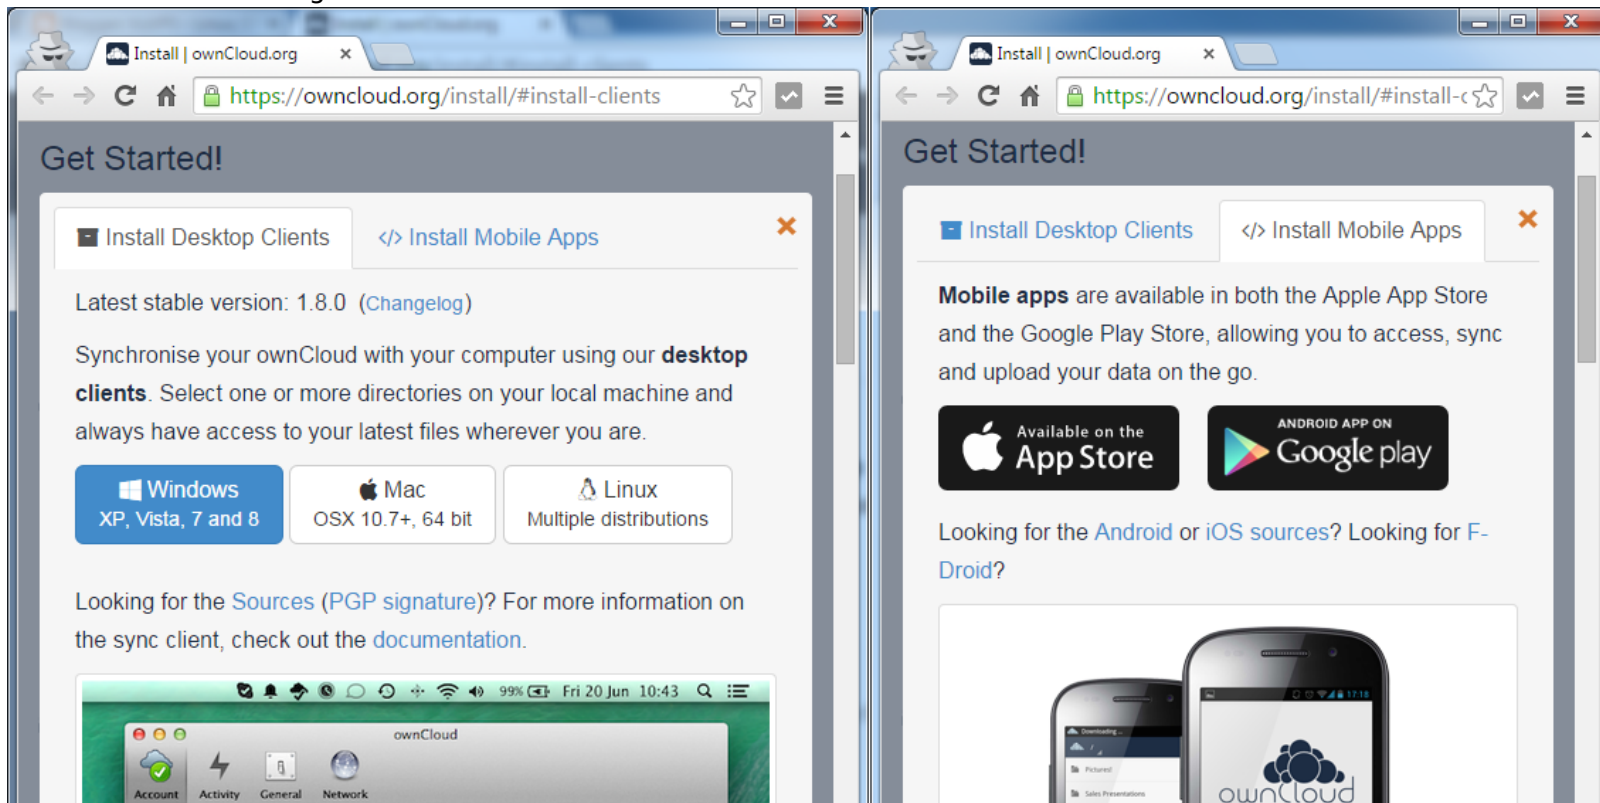 Install | ownCloud.org
https://owncloud.org/install/#install-clients
Get Started!
Install Desktop Clients
</> Install Mobile Apps
Latest stable version: 1.8.0 (Changelog)
Synchronise your ownCloud with your computer using our desktop
clients. Select one or more directories on your local machine and
always have access to your latest files wherever you are.
Windows
XP, Vista, 7 and 8
Mac
OSX 10.7+, 64 bit
Linux
Multiple distributions
Looking for the Sources (PGP signature)? For more information on
the sync client, check out the documentation.
99% Fri 20 Jun 10:43
ownCloud
Account Activity General Network
Install | ownCloud.org
https://owncloud.org/install/#install-c
Get Started!
Install Desktop Clients
</> Install Mobile Apps
Mobile apps are available in both the Apple App Store
and the Google Play Store, allowing you to access, sync
and upload your data on the go.
Available on the
App Store
ANDROID APP ON
Google play
Looking for the Android or iOS sources? Looking for F-
Droid?
17:18
Downloading ...
/
Pictures!
Sales Presentations
ownCloud